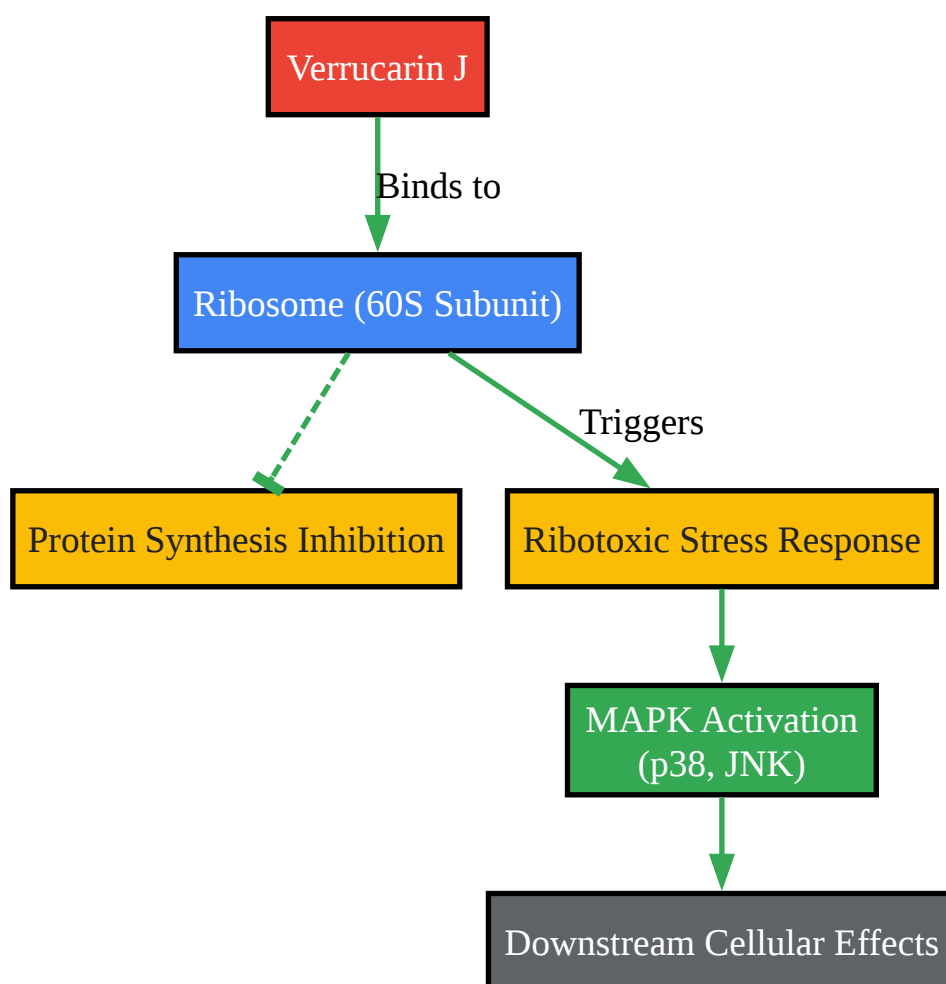 Verrucarin J
Binds to
Ribosome (60S Subunit)
Triggers
Protein Synthesis Inhibition
Ribotoxic Stress Response
MAPK Activation
(p38, JNK)
Downstream Cellular Effects